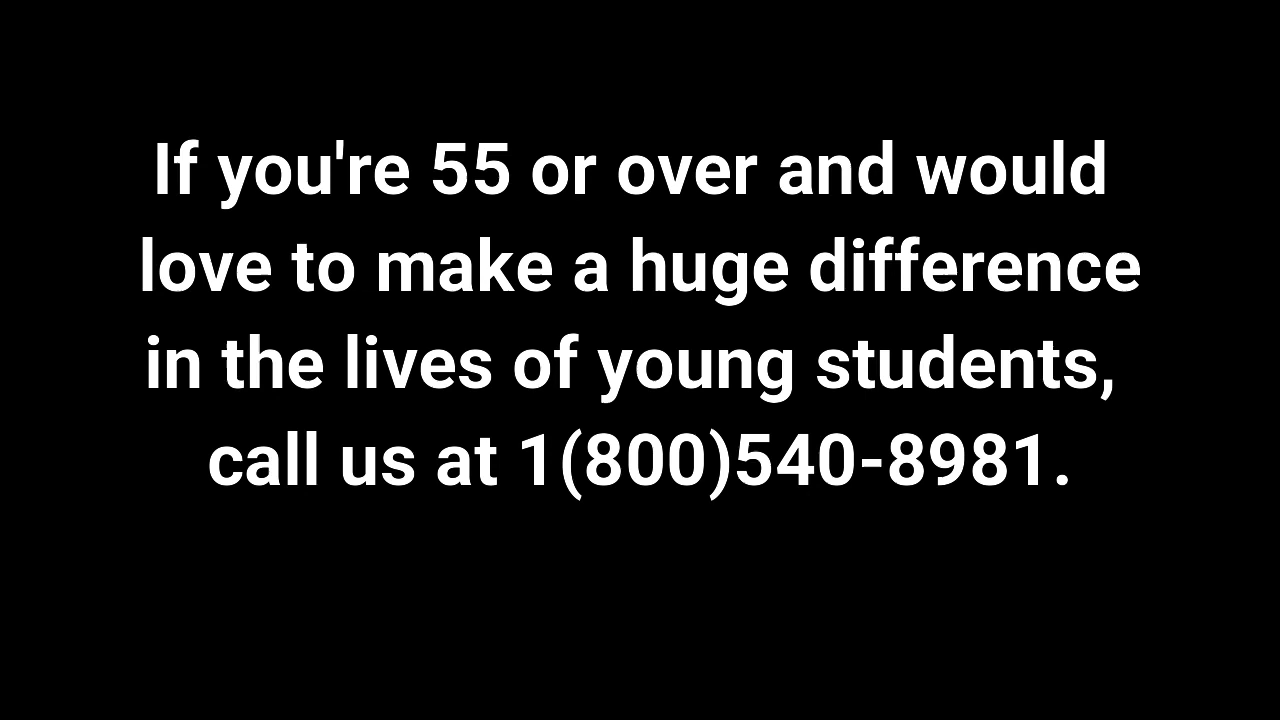 If you're 55 or over and would
love to make a huge difference
in the lives of young students,
call us at 1(800)540-8981.